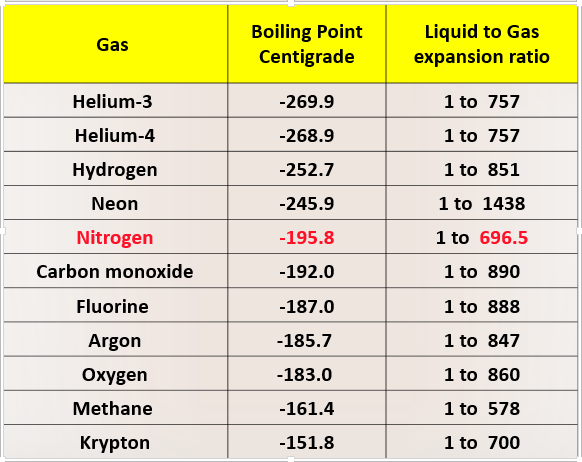 Gas Boiling Point Centigrade Liquid to Gas expansion ratio
Helium-3 -269.9 1 to 757
Helium-4 -268.9 1 to 757
Hydrogen -252.7 1 to 851
Neon -245.9 1 to 1438
Nitrogen -195.8 1 to 696.5
Carbon monoxide -192.0 1 to 890
Fluorine -187.0 1 to 888
Argon -185.7 1 to 847
Oxygen -183.0 1 to 860
Methane -161.4 1 to 578
Krypton -151.8 1 to 700